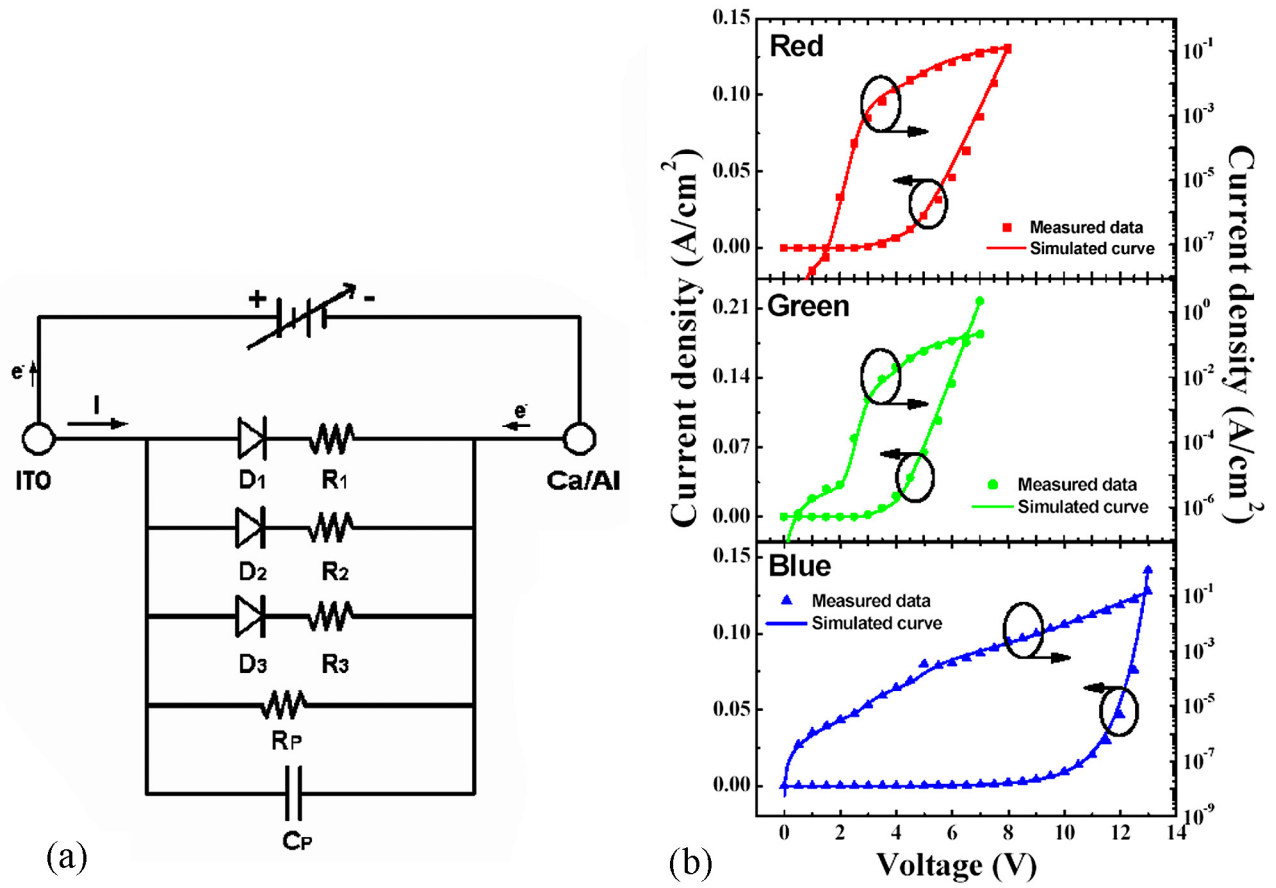 + -
e-
I
e-
ITO
Ca/Al
D1 R1
D2 R2
D3 R3
RP
CP
(a)
Current density (A/cm2)
Red
0.15
0.10
0.05
0.00
10-1
10-3
10-5
10-7
Measured data
Simulated curve
Green
0.21
0.14
0.07
0.00
100
10-2
10-4
10-6
Measured data
Simulated curve
Blue
0.15
0.10
0.05
0.00
10-1
10-3
10-5
10-7
10-9
Measured data
Simulated curve
Current density (A/cm2)
0 2 4 6 8 10 12 14
Voltage (V)
(b)